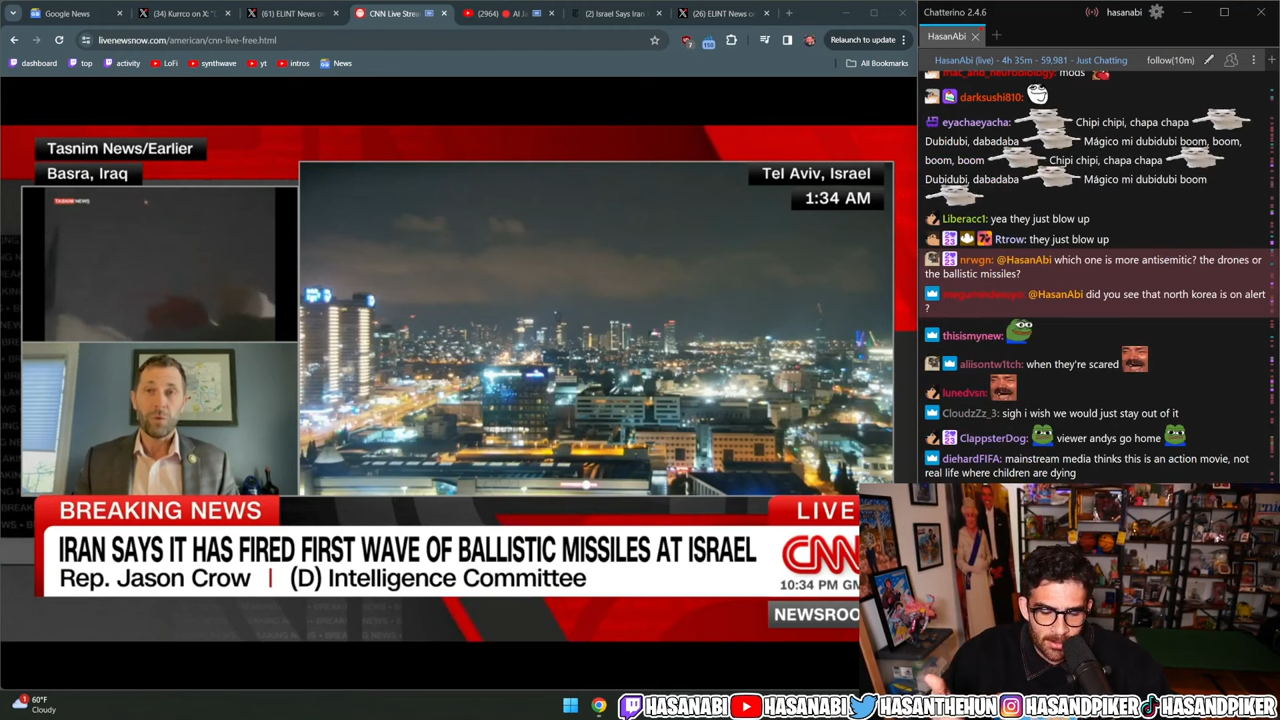 Google News
(34) Kurrco on X: "
(61) ELINT News o
CNN Live Strea
(2964) AI Ja
[2] Israel Says Iran
(26) ELINT News o
livenewsnow.com/american/cnn-live-free.html
Relaunch to update
dashboard
top
activity
LoFi
synthwave
yt
intros
News
All Bookmarks
Tasnim News/Earlier
Basra, Iraq
TASNIM NEWS
Tel Aviv, Israel
1:34 AM
BREAKING NEWS
LIVE
IRAN SAYS IT HAS FIRED FIRST WAVE OF BALLISTIC MISSILES AT ISRAEL
Rep. Jason Crow | (D) Intelligence Committee
CNN
10:34 PM GM
NEWSROO
Chatterino 2.4.6
hasanabi
HasanAbi
HasanAbi (live) - 4h 35m - 59,981 - Just Chatting
follow(10m)
mac_and_neurobiology: mods
darksushi810:
eyachaeyacha: Chipi chipi, chapa chapa
Dubidubi, dabadaba Mágico mi dubidubi boom, boom,
boom, boom Chipi chipi, chapa chapa
Dubidubi, dabadaba Mágico mi dubidubi boom
Liberacc1: yea they just blow up
Rtrow: they just blow up
nrwgn: @HasanAbi which one is more antisemitic? the drones or
the ballistic missiles?
@HasanAbi did you see that north korea is on alert
?
thisismynew:
aliisontw1tch: when they're scared
lunedvsn:
CloudzZz_3: sigh i wish we would just stay out of it
ClappsterDog: viewer andys go home
diehardFIFA: mainstream media thinks this is an action movie, not
real life where children are dying
60°F
Cloudy
HASANABI
HASANABI
HASANTHEHUN
HASANDPIKER
HASANDPIKER